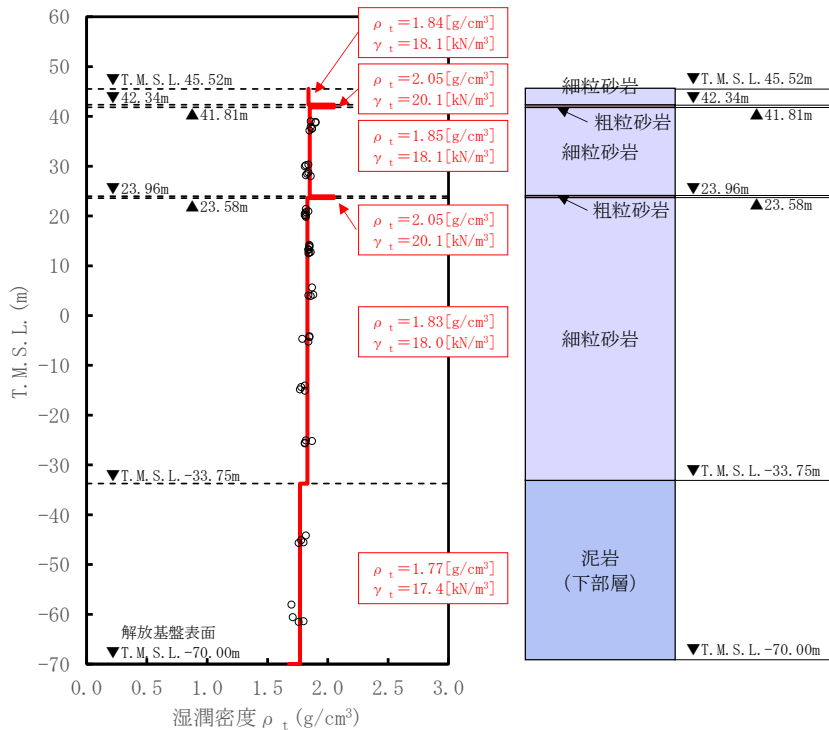 60
50
40
30
20
10
0
-10
-20
-30
-40
-50
-60
-70
T.M.S.L.(m)
0.0 0.5 1.0 1.5 2.0 2.5 3.0
湿潤密度ρt(g/cm³)
▼T.M.S.L.45.52m
▼42.34m
▲41.81m
▼23.96m
▲23.58m
▼T.M.S.L.-33.75m
解放基盤表面
▼T.M.S.L.-70.00m
ρt=1.84[g/cm³]
γt=18.1[kN/m³]
ρt=2.05[g/cm³]
γt=20.1[kN/m³]
ρt=1.85[g/cm³]
γt=18.1[kN/m³]
ρt=2.05[g/cm³]
γt=20.1[kN/m³]
ρt=1.83[g/cm³]
γt=18.0[kN/m³]
ρt=1.77[g/cm³]
γt=17.4[kN/m³]
細粒砂岩
粗粒砂岩
細粒砂岩
粗粒砂岩
細粒砂岩
泥岩
(下部層)
▼T.M.S.L.45.52m
▼42.34m
▲41.81m
▼23.96m
▲23.58m
▼T.M.S.L.-33.75m
▼T.M.S.L.-70.00m